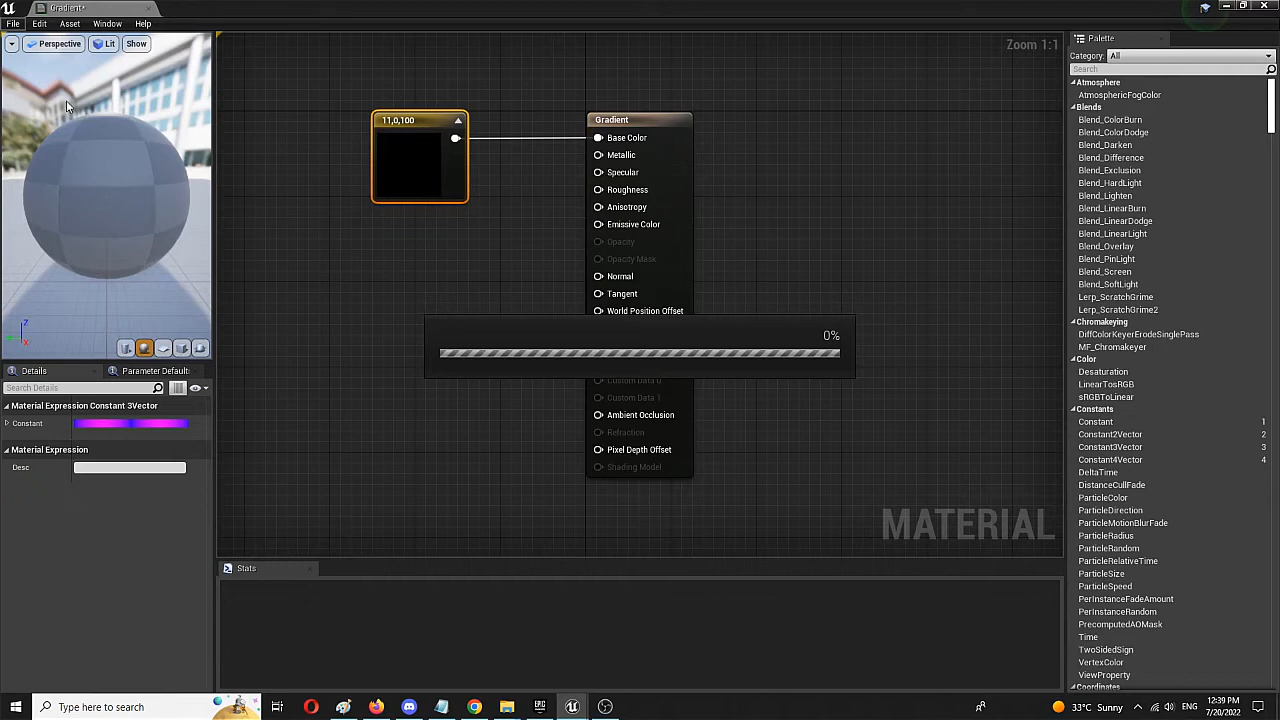 Gradient*
File Edit Asset Window Help
Perspective Lit Show
Z
X
Details
Parameter Default
Search Details
Material Expression Constant 3Vector
Constant
Material Expression
Desc
Zoom 1:1
11,0,100
Gradient
Base Color
Metallic
Specular
Roughness
Anisotropy
Emissive Color
Opacity
Opacity Mask
Normal
Tangent
World Position Offset
0%
Custom Data 0
Custom Data 1
Ambient Occlusion
Refraction
Pixel Depth Offset
Shading Model
MATERIAL
Stats
Palette
Category: All
Search
Atmosphere
AtmosphericFogColor
Blends
Blend_ColorBurn
Blend_ColorDodge
Blend_Darken
Blend_Difference
Blend_Exclusion
Blend_HardLight
Blend_Lighten
Blend_LinearBurn
Blend_LinearDodge
Blend_LinearLight
Blend_Overlay
Blend_PinLight
Blend_Screen
Blend_SoftLight
Lerp_ScratchGrime
Lerp_ScratchGrime2
Chromakeying
DiffColorKeyerErodeSinglePass
MF_Chromakeyer
Color
Desaturation
LinearTosRGB
sRGBToLinear
Constants
Constant 1
Constant2Vector 2
Constant3Vector 3
Constant4Vector 4
DeltaTime
DistanceCullFade
ParticleColor
ParticleDirection
ParticleMotionBlurFade
ParticleRadius
ParticleRandom
ParticleRelativeTime
ParticleSize
ParticleSpeed
PerInstanceFadeAmount
PerInstanceRandom
PrecomputedAOMask
Time
TwoSidedSign
VertexColor
ViewProperty
Coordinates
Type here to search
33°C Sunny
ENG
12:39 PM
7/20/2022